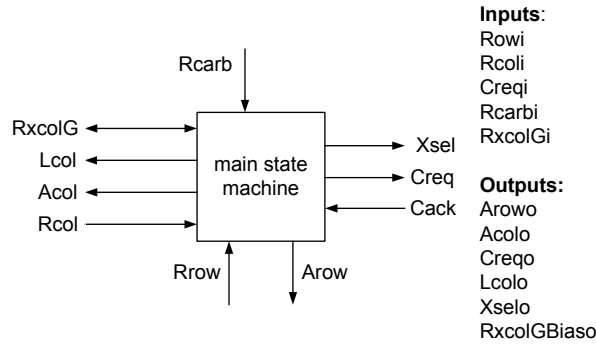 Rcarb
RxcolG
Lcol
Acol
Rcol
main state
machine
Xsel
Creq
Cack
Rrow
Arow
Inputs:
Rowi
Rcoli
Creqi
Rcarbi
RxcolGi
Outputs:
Arowo
Acolo
Creqo
Lcolo
Xselo
RxcolGBiaso